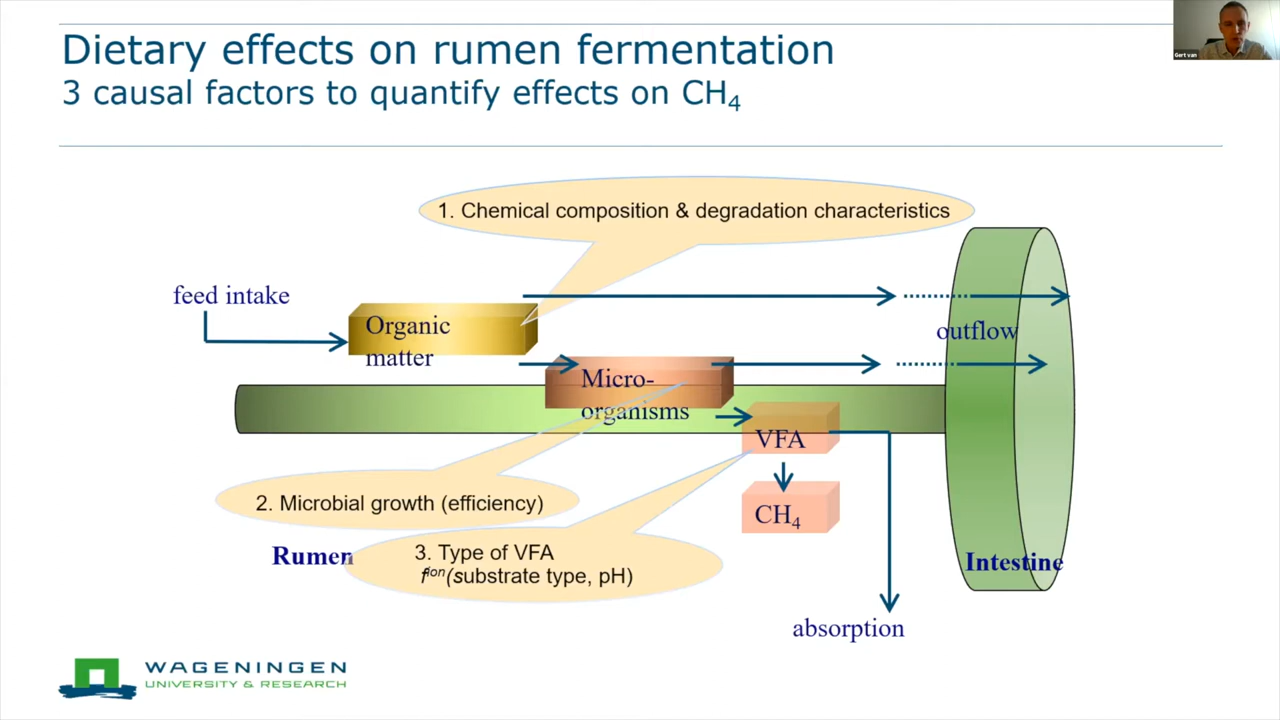 Dietary effects on rumen fermentation
3 causal factors to quantify effects on CH₄
Gert van
1. Chemical composition & degradation characteristics
feed intake
Organic
matter
outflow
Micro-
organisms
VFA
2. Microbial growth (efficiency)
CH₄
3. Type of VFA
fⁱᵒⁿ(substrate type, pH)
Rumen
Intestine
absorption
WAGENINGEN
UNIVERSITY & RESEARCH